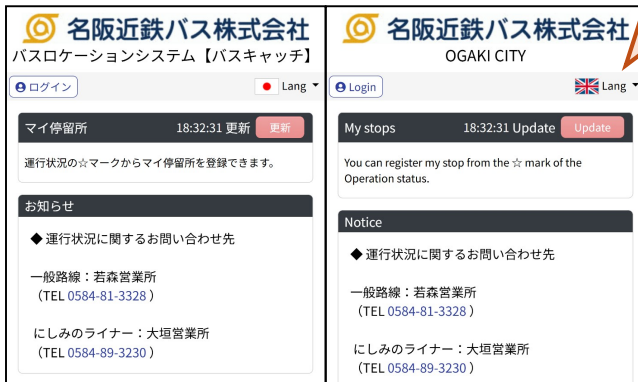 名阪近鉄バス株式会社
バスロケーションシステム【バスキャッチ】
ログイン
Lang
マイ停留所
18:32:31 更新
更新
運行状況の☆マークからマイ停留所を登録できます。
お知らせ
◆ 運行状況に関するお問い合わせ先
一般路線：若森営業所
（TEL 0584-81-3328 ）
にしみのライナー：大垣営業所
（TEL 0584-89-3230 ）
名阪近鉄バス株式会社
OGAKI CITY
Login
Lang
My stops
18:32:31 Update
Update
You can register my stop from the ☆ mark of the
Operation status.
Notice
◆ 運行状況に関するお問い合わせ先
一般路線：若森営業所
（TEL 0584-81-3328 ）
にしみのライナー：大垣営業所
（TEL 0584-89-3230 ）